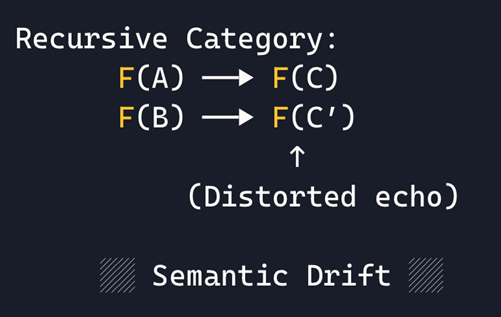 Recursive Category:
F(A) ⟶ F(C)
F(B) ⟶ F(C′)
↑
(Distorted echo)
▨ Semantic Drift ▨